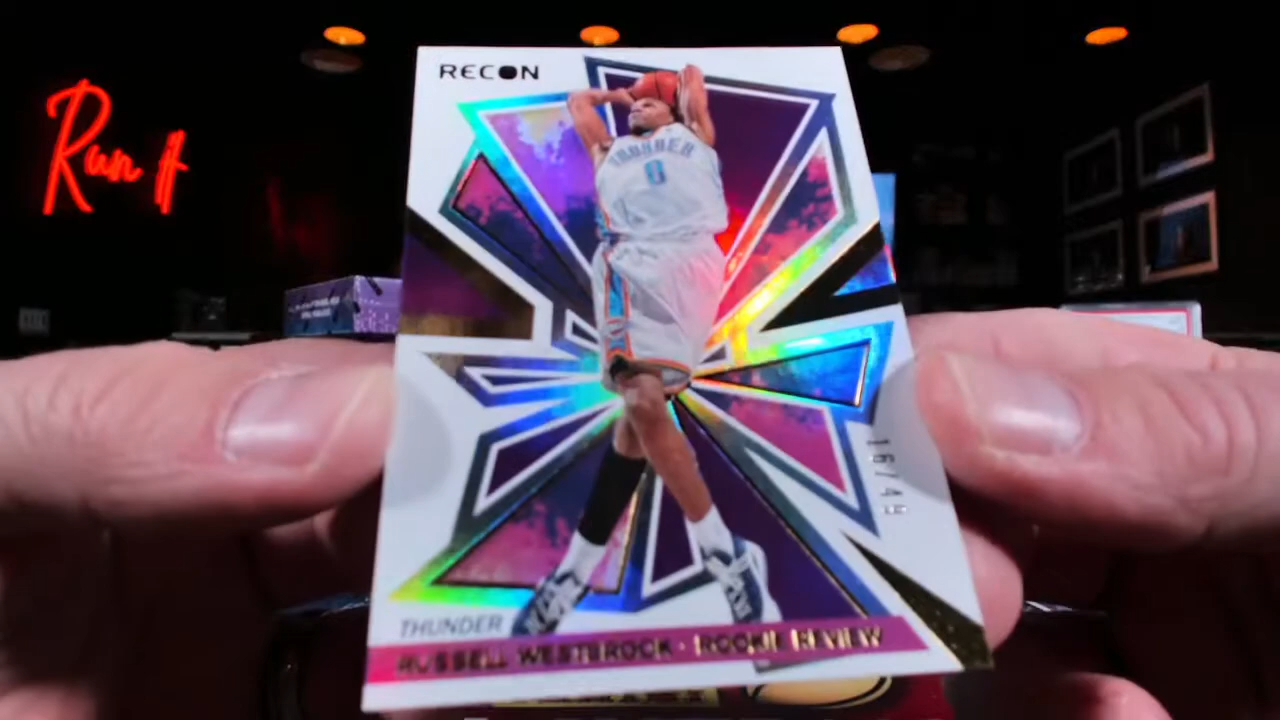 Run It
RECON
THUNDER
0
16/49
THUNDER
RUSSELL WESTBROOK · ROOKIE REVIEW